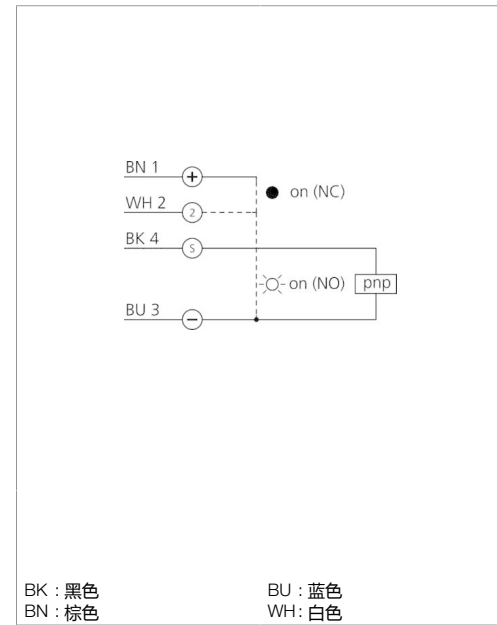 BN 1
+
on (NC)
WH 2
2
BK 4
S
on (NO)
pnp
BU 3
−
BK : 黑色
BU : 蓝色
BN : 棕色
WH : 白色